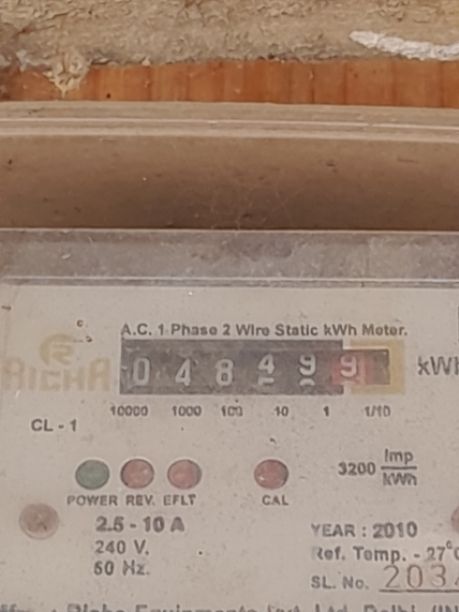 A.C. 1 Phase 2 Wire Static kWh Meter.
RICHA
0 4 8 4 9 9
kWh
10000 1000 100 10 1 1/10
CL - 1
3200 Imp
kWh
POWER REV. EFLT CAL
2.5 - 10 A
240 V.
50 Hz.
YEAR : 2010
Ref. Temp. - 27°C
SL. No. 203